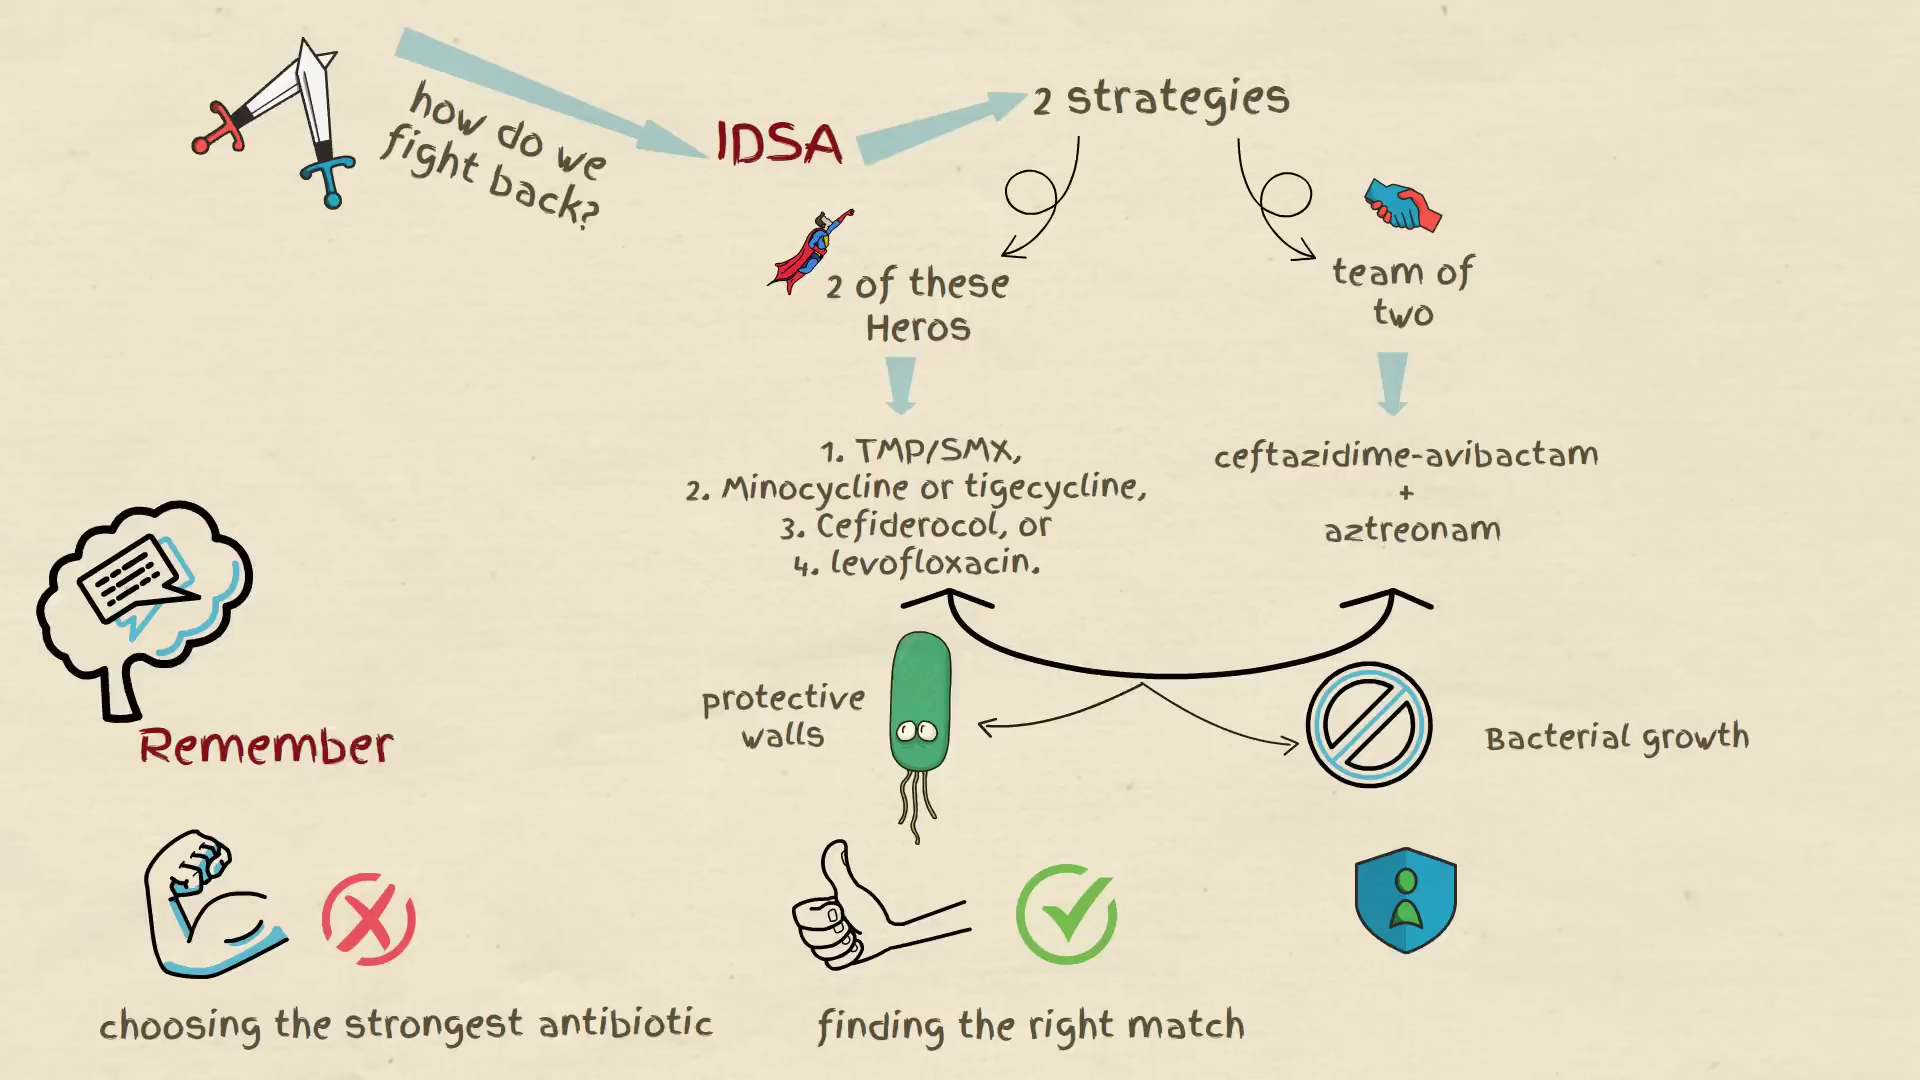 how do we
fight back?
IDSA
2 strategies
2 of these
Heros
team of
two
1. TMP/SMX,
2. Minocycline or tigecycline,
3. Cefiderocol, or
4. levofloxacin.
ceftazidime-avibactam
+
aztreonam
protective
walls
Bacterial growth
Remember
choosing the strongest antibiotic
finding the right match